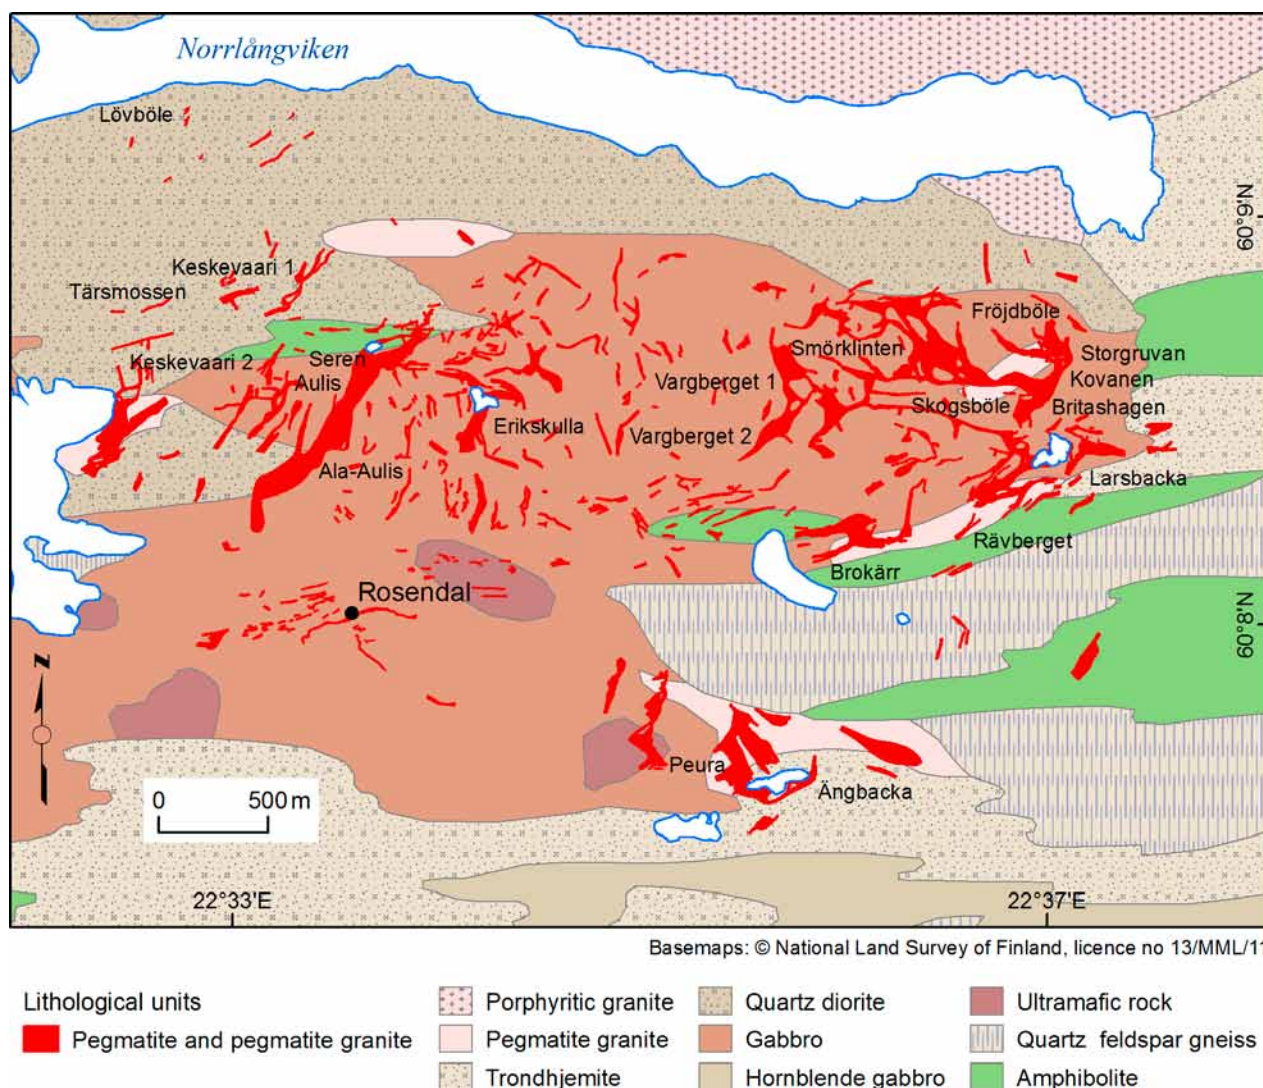 Norrlångviken
Lövböle
60°9'N
Keskevaari 1
Tärsmossen
Fröjdböle
Smörklinten
Storgruvan
Keskevaari 2
Seren
Aulis
Vargberget 1
Kovanen
Skogsböle
Britashagen
Erikskulla
Vargberget 2
Ala-Aulis
Larsbacka
Rävberget
Brokärr
Rosendal
60°8'N
N
Peura
Ängbacka
0 500 m
22°33'E
22°37'E
Basemaps: © National Land Survey of Finland, licence no 13/MML/11
Lithological units
Pegmatite and pegmatite granite
Porphyritic granite
Pegmatite granite
Trondhjemite
Quartz diorite
Gabbro
Hornblende gabbro
Ultramafic rock
Quartz feldspar gneiss
Amphibolite